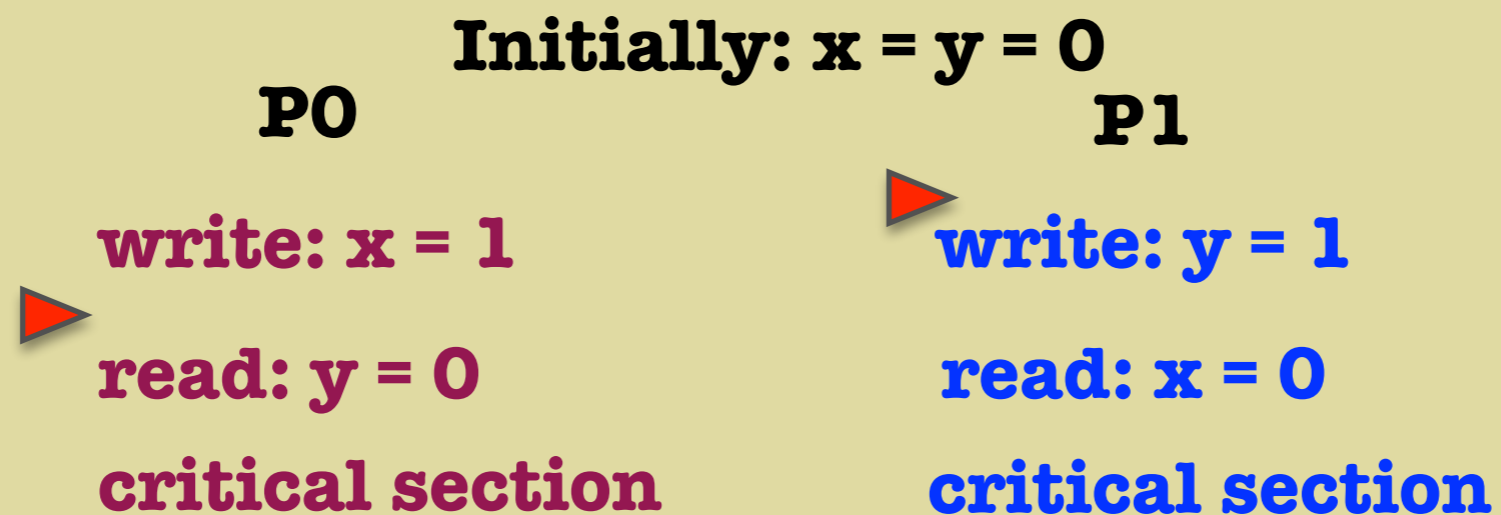 Initially: x = y = 0
P0
P1
write: x = 1
write: y = 1
read: y = 0
read: x = 0
critical section
critical section